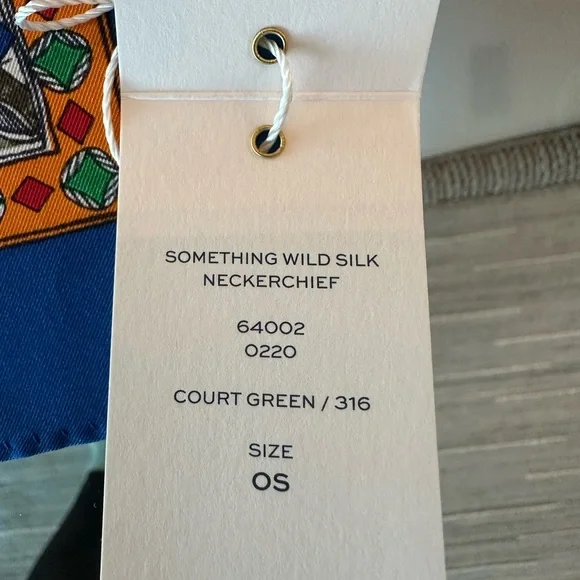 SOMETHING WILD SILK
NECKERCHIEF
64002
0220
COURT GREEN / 316
SIZE
OS